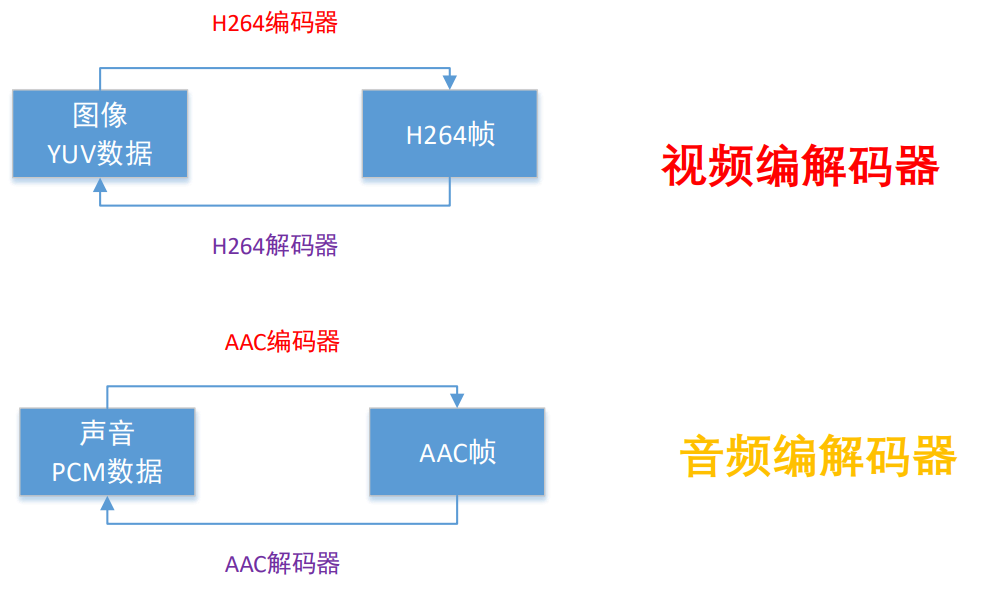 H264编码器
图像
YUV数据
H264帧
视频编解码器
H264解码器
AAC编码器
声音
PCM数据
AAC帧
音频编解码器
AAC解码器